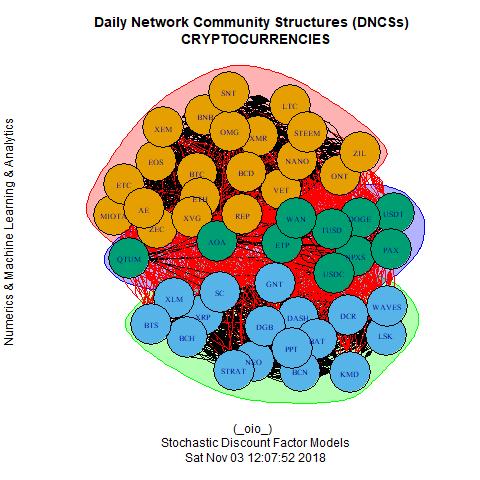 Daily Network Community Structures (DNCSs)
CRYPTOCURRENCIES
Numerics & Machine Learning & Analytics
SNT
LTC
BNB
XEM
OMG
XMR
STEEM
ZIL
EOS
NANO
BTC
BCD
ONT
ETC
VET
ETH
AE
MIOTA
XVG
REP
ZEC
WAN
DOGE
USDT
TUSD
AOA
ETP
PAX
QTUM
NPXS
USDC
GNT
SC
XLM
WAVES
XRP
DASH
DCR
BTS
DGB
BCH
BAT
LSK
PPT
NEO
STRAT
BCN
KMD
(_oio_)
Stochastic Discount Factor Models
Sat Nov 03 12:07:52 2018